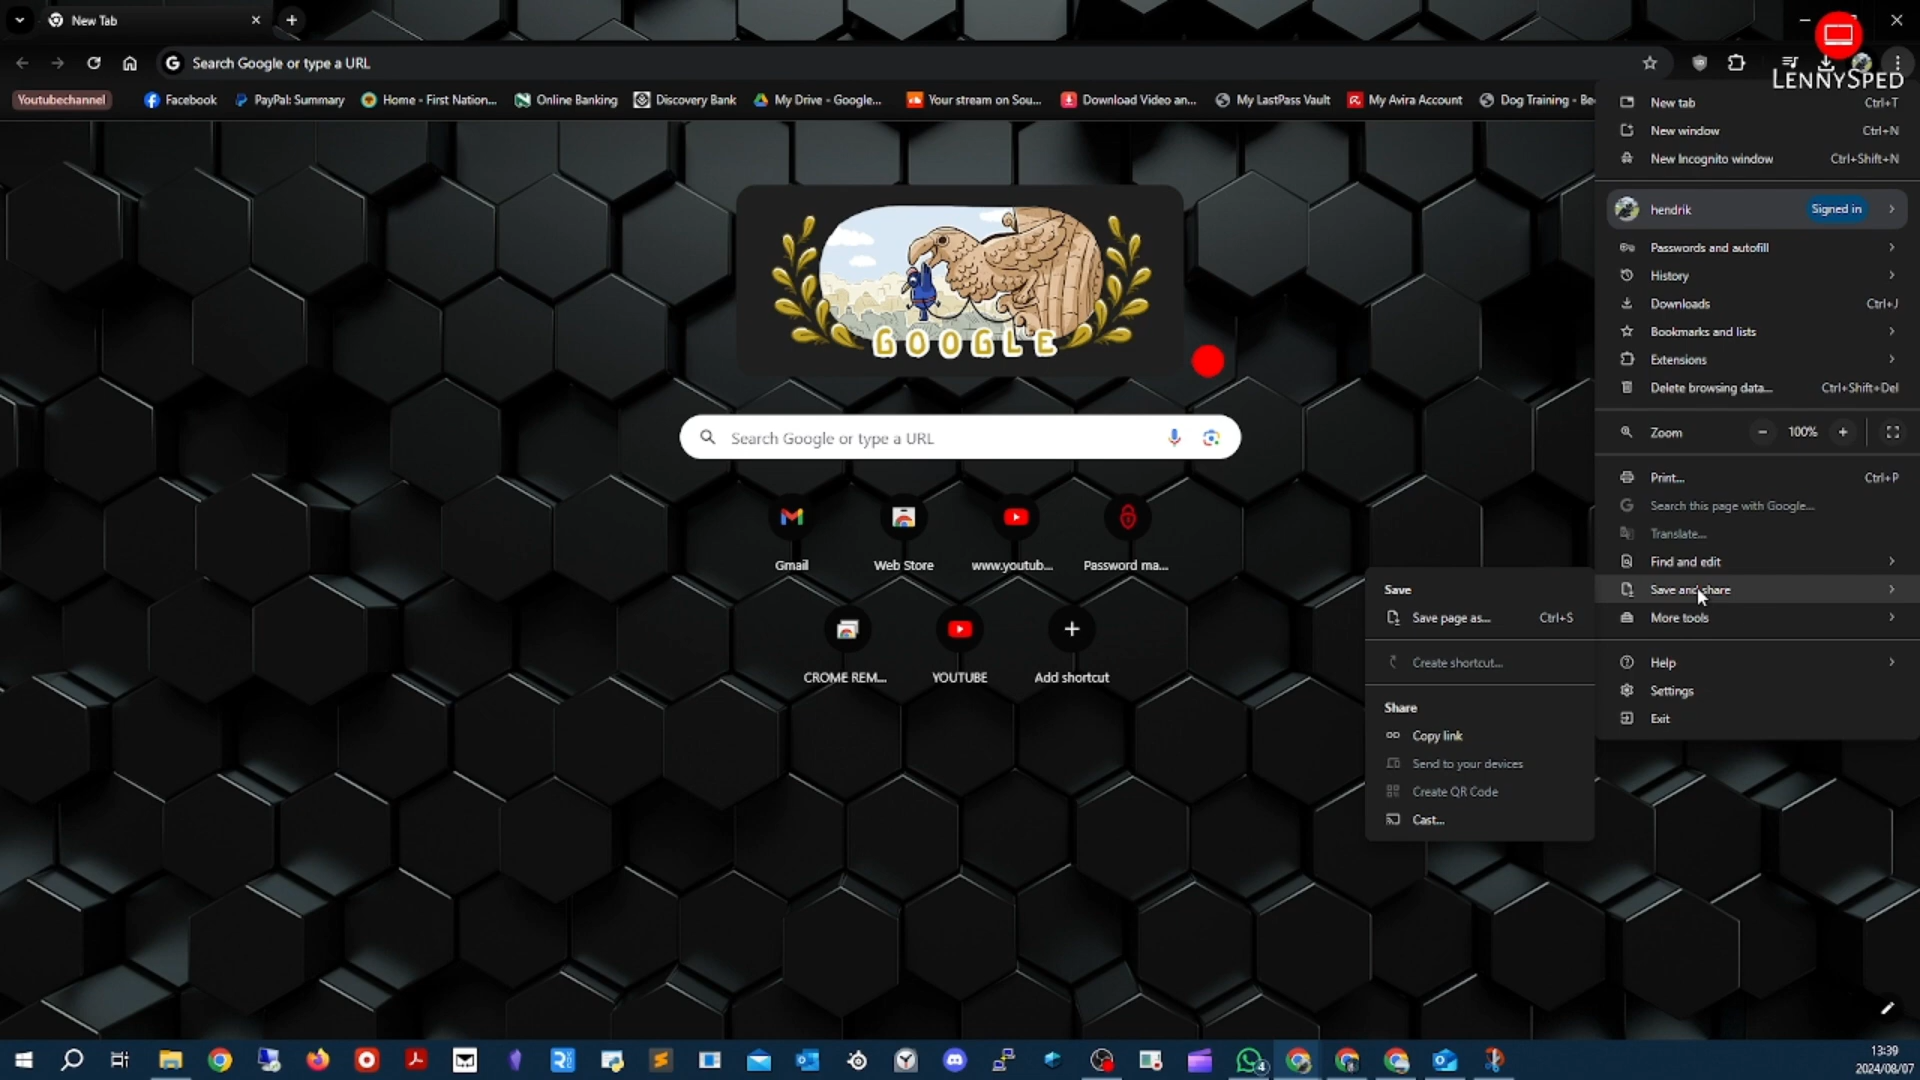 New Tab
LENNYSPED
Search Google or type a URL
Youtubechannel
Facebook
PayPal: Summary
Home - First Nation...
Online Banking
Discovery Bank
My Drive - Google...
Your stream on Sou...
Download Video an...
My LastPass Vault
My Avira Account
Dog Training - Be
New tab Ctrl+T
New window Ctrl+N
New Incognito window Ctrl+Shift+N
hendrik Signed in
Passwords and autofill
History
Downloads Ctrl+J
Bookmarks and lists
Extensions
Delete browsing data... Ctrl+Shift+Del
Zoom − 100% +
Print... Ctrl+P
Search this page with Google...
Translate...
Find and edit
Save and share
More tools
Help
Settings
Exit
Save
Save page as... Ctrl+S
Create shortcut...
Share
Copy link
Send to your devices
Create QR Code
Cast...
GOOGLE
Search Google or type a URL
Gmail
Web Store
www.youtub...
Password ma...
CROME REM...
YOUTUBE
Add shortcut
4
13:39
2024/08/07